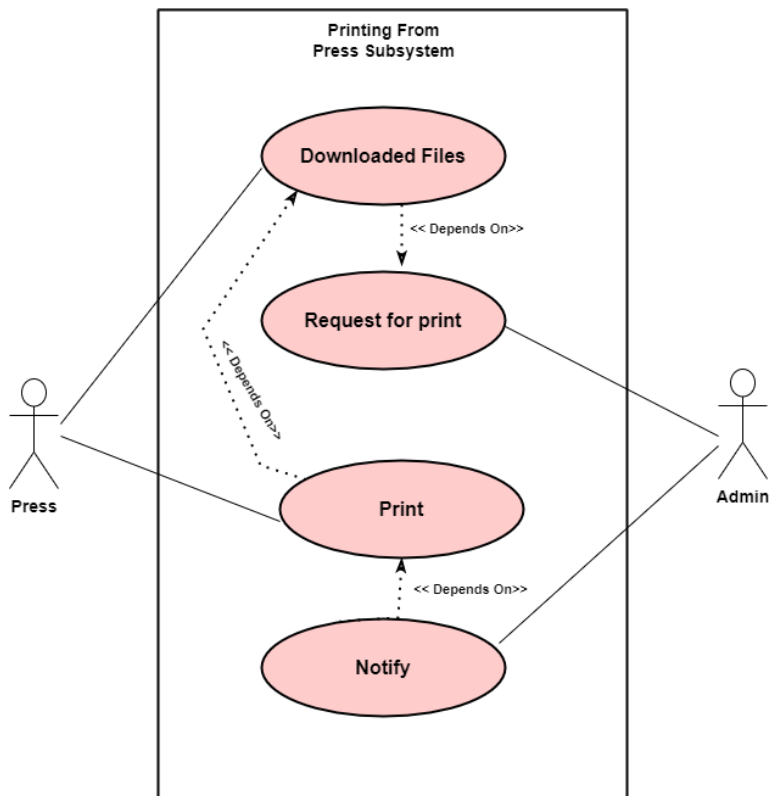 Printing From
Press Subsystem
Downloaded Files
<< Depends On>>
Request for print
<< Depends On>>
Press
Admin
Print
<< Depends On>>
Notify